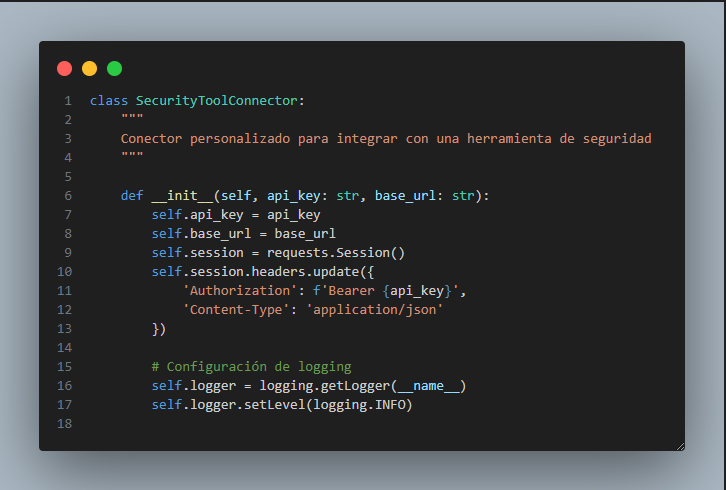 1 class SecurityToolConnector:
2     """
3     Conector personalizado para integrar con una herramienta de seguridad
4     """
5
6     def __init__(self, api_key: str, base_url: str):
7         self.api_key = api_key
8         self.base_url = base_url
9         self.session = requests.Session()
10         self.session.headers.update({
11             'Authorization': f'Bearer {api_key}',
12             'Content-Type': 'application/json'
13         })
14
15         # Configuración de logging
16         self.logger = logging.getLogger(__name__)
17         self.logger.setLevel(logging.INFO)
18